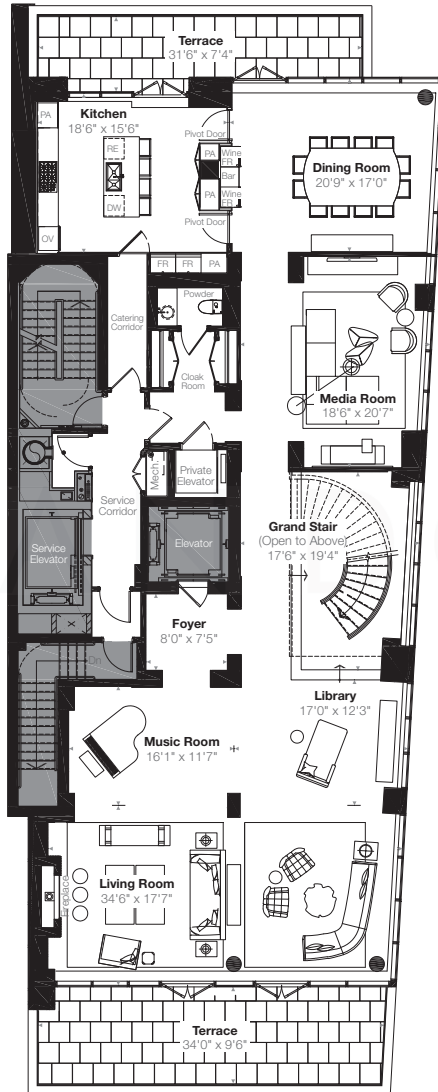 Terrace
31'6" x 7'4"
Kitchen
18'6" x 15'6"
PA
Pivot Door
RE
PA
Wine
FR
Bar
DW
PA
Wine
FR
Pivot Door
OV
FR
FR
PA
Dining Room
20'9" x 17'0"
Powder
Catering
Corridor
Cloak
Room
Media Room
18'6" x 20'7"
Mech.
Private
Elevator
Service
Corridor
Service
Elevator
Elevator
Grand Stair
(Open to Above)
17'6" x 19'4"
X
Foyer
8'0" x 7'5"
Dn
Library
17'0" x 12'3"
Music Room
16'1" x 11'7"
Living Room
34'6" x 17'7"
Fireplace
Terrace
34'0" x 9'6"